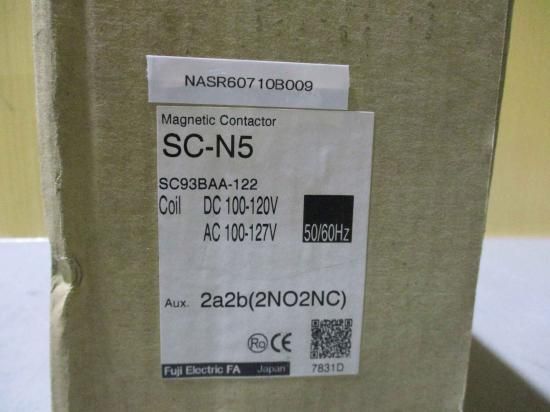 NASR60710B009
Magnetic Contactor
SC-N5
SC93BAA-122
Coil DC 100-120V
AC 100-127V 50/60Hz
Aux. 2a2b(2NO2NC)
Ro CE
Fuji Electric FA Japan 7831D